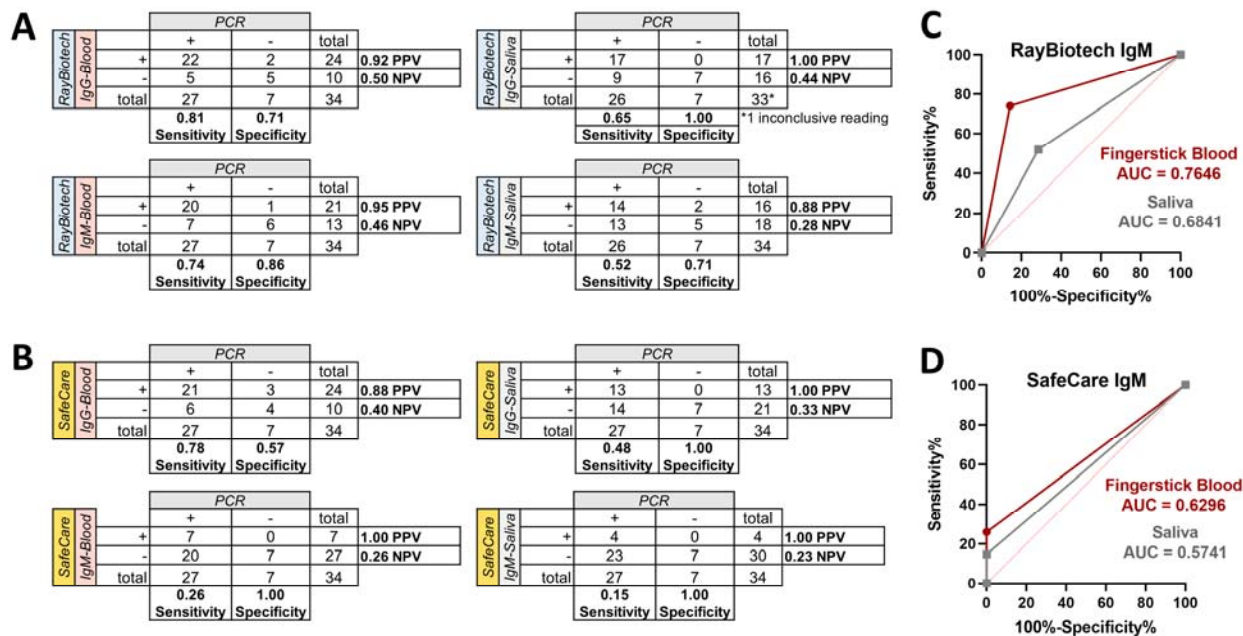 A
PCR
RayBiotech
IgG-Blood
+ - total
+ 22 2 24 0.92 PPV
- 5 5 10 0.50 NPV
total 27 7 34
0.81 0.71
Sensitivity Specificity
PCR
RayBiotech
IgG-Saliva
+ - total
+ 17 0 17 1.00 PPV
- 9 7 16 0.44 NPV
total 26 7 33*
0.65 1.00 *1 inconclusive reading
Sensitivity Specificity
PCR
RayBiotech
IgM-Blood
+ - total
+ 20 1 21 0.95 PPV
- 7 6 13 0.46 NPV
total 27 7 34
0.74 0.86
Sensitivity Specificity
PCR
RayBiotech
IgM-Saliva
+ - total
+ 14 2 16 0.88 PPV
- 13 5 18 0.28 NPV
total 26 7 34
0.52 0.71
Sensitivity Specificity
B
PCR
SafeCare
IgG-Blood
+ - total
+ 21 3 24 0.88 PPV
- 6 4 10 0.40 NPV
total 27 7 34
0.78 0.57
Sensitivity Specificity
PCR
SafeCare
IgG-Saliva
+ - total
+ 13 0 13 1.00 PPV
- 14 7 21 0.33 NPV
total 27 7 34
0.48 1.00
Sensitivity Specificity
PCR
SafeCare
IgM-Blood
+ - total
+ 7 0 7 1.00 PPV
- 20 7 27 0.26 NPV
total 27 7 34
0.26 1.00
Sensitivity Specificity
PCR
SafeCare
IgM-Saliva
+ - total
+ 4 0 4 1.00 PPV
- 23 7 30 0.23 NPV
total 27 7 34
0.15 1.00
Sensitivity Specificity
C
RayBiotech IgM
Sensitivity%
100
80
60
40
20
0
Fingerstick Blood
AUC = 0.7646
Saliva
AUC = 0.6841
0 20 40 60 80 100
100%-Specificity%
D
SafeCare IgM
Sensitivity%
100
80
60
40
20
0
Fingerstick Blood
AUC = 0.6296
Saliva
AUC = 0.5741
0 20 40 60 80 100
100%-Specificity%